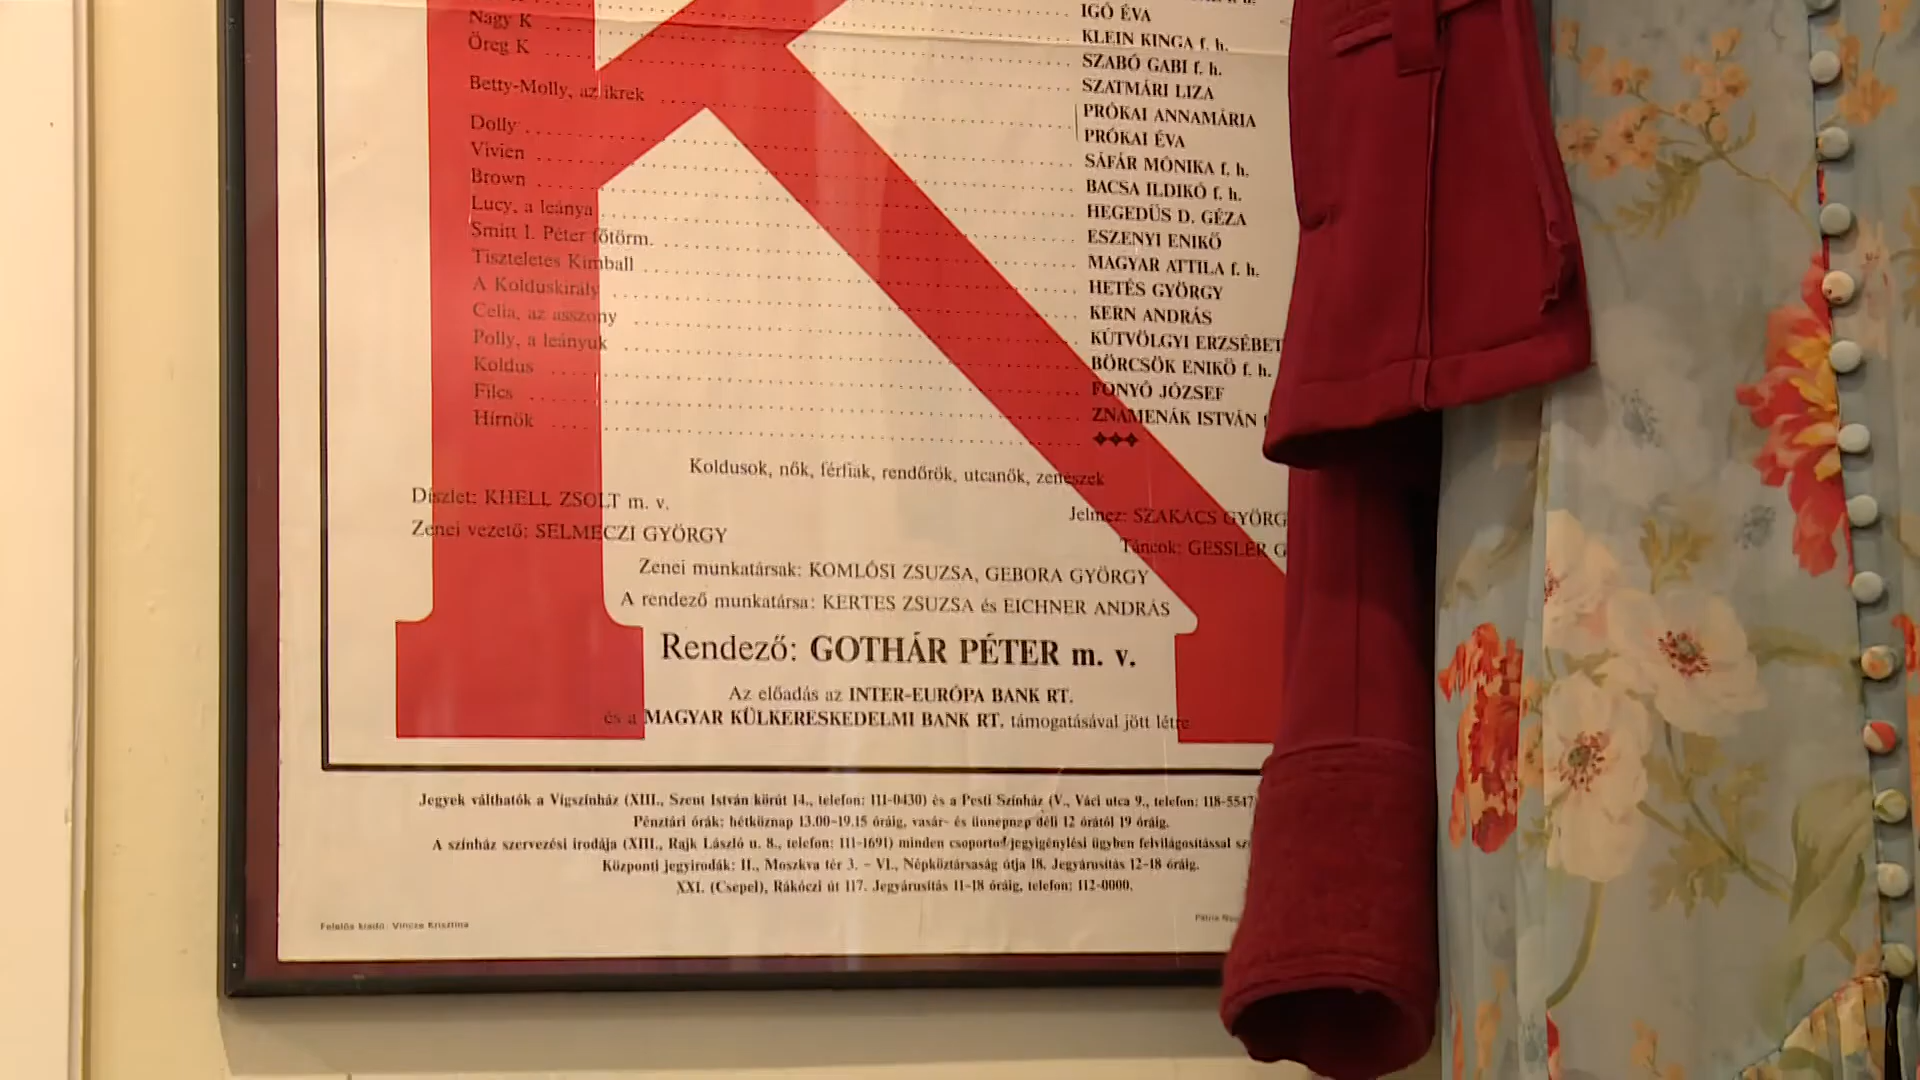 IGÓ ÉVA
Nagy K KLEIN KINGA f. h.
Öreg K SZABÓ GABI f. h.
SZATMÁRI LIZA
Betty-Molly, az ikrek PRÓKAI ANNAMÁRIA
PRÓKAI ÉVA
Dolly SÁFÁR MÓNIKA f. h.
Vivien BACSA ILDIKÓ f. h.
Brown HEGEDŰS D. GÉZA
Lucy, a leánya ESZENYI ENIKŐ
Smitt 1. Péter főtörm. MAGYAR ATTILA f. h.
Tiszteletes Kimball HETÉS GYÖRGY
A Kolduskirály KERN ANDRÁS
Celia, az asszony KÚTVÖLGYI ERZSÉBET
Polly, a leányuk BÖRCSÖK ENIKŐ f. h.
Koldus FONYÓ JÓZSEF
Filcs ZNAMENÁK ISTVÁN
Hírnök
Koldusok, nők, férfiak, rendőrök, utcanők, zenészek
Díszlet: KHELL ZSOLT m. v. Jelmez: SZAKÁCS GYÖRG
Zenei vezető: SELMECZI GYÖRGY Táncok: GESSLER G
Zenei munkatársak: KOMLÓSI ZSUZSA, GEBORA GYÖRGY
A rendező munkatársa: KERTES ZSUZSA és EICHNER ANDRÁS
Rendező: GOTHÁR PÉTER m. v.
Az előadás az INTER-EURÓPA BANK RT.
és a MAGYAR KÜLKERESKEDELMI BANK RT. támogatásával jött létre
Jegyek válthatók a Vígszínház (XIII., Szent István körút 14., telefon: 111-0430) és a Pesti Színház (V., Váci utca 9., telefon: 118-5547
Pénztári órák: hétköznap 13.00-19.15 óráig, vasár- és ünnepnap déli 12 órától 19 óráig.
A színház szervezési irodája (XIII., Rajk László u. 8., telefon: 111-1691) minden csoportos jegyigénylési ügyben felvilágosítással
Központi jegyirodák: II., Moszkva tér 3. – VI., Népköztársaság útja 18. Jegyárusítás 12-18 óráig.
XXI. (Csepel), Rákóczi út 117. Jegyárusítás 11-18 óráig, telefon: 112-0000.
Felelős kiadó: Vincze Krisztina